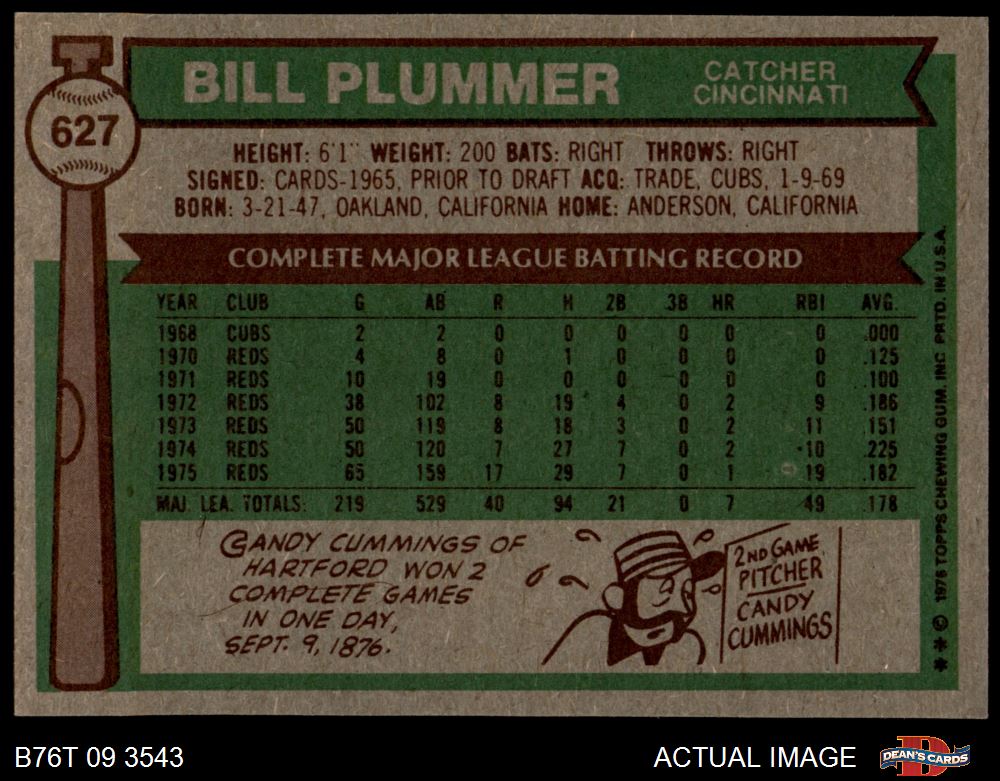 627
BILL PLUMMER
CATCHER
CINCINNATI
HEIGHT: 6'1" WEIGHT: 200 BATS: RIGHT THROWS: RIGHT
SIGNED: CARDS-1965, PRIOR TO DRAFT ACQ: TRADE, CUBS, 1-9-69
BORN: 3-21-47, OAKLAND, CALIFORNIA HOME: ANDERSON, CALIFORNIA
COMPLETE MAJOR LEAGUE BATTING RECORD
YEAR CLUB G AB R H 2B 3B HR RBI AVG.
1968 CUBS 2 2 0 0 0 0 0 0 .000
1970 REDS 4 8 0 1 0 0 0 0 .125
1971 REDS 10 19 0 0 0 0 0 0 .100
1972 REDS 38 102 8 19 4 0 2 9 .186
1973 REDS 50 119 8 18 3 0 2 11 .151
1974 REDS 50 120 7 27 7 0 2 10 .225
1975 REDS 65 159 17 29 7 0 1 19 .182
MAJ. LEA. TOTALS: 219 529 40 94 21 0 7 49 .178
CANDY CUMMINGS OF
HARTFORD WON 2
COMPLETE GAMES
IN ONE DAY,
SEPT. 9, 1876.
2ND GAME
PITCHER
CANDY
CUMMINGS
** © 1976 TOPPS CHEWING GUM, INC. PRTD. IN U.S.A.
B76T 09 3543
ACTUAL IMAGE
DEAN'S CARDS